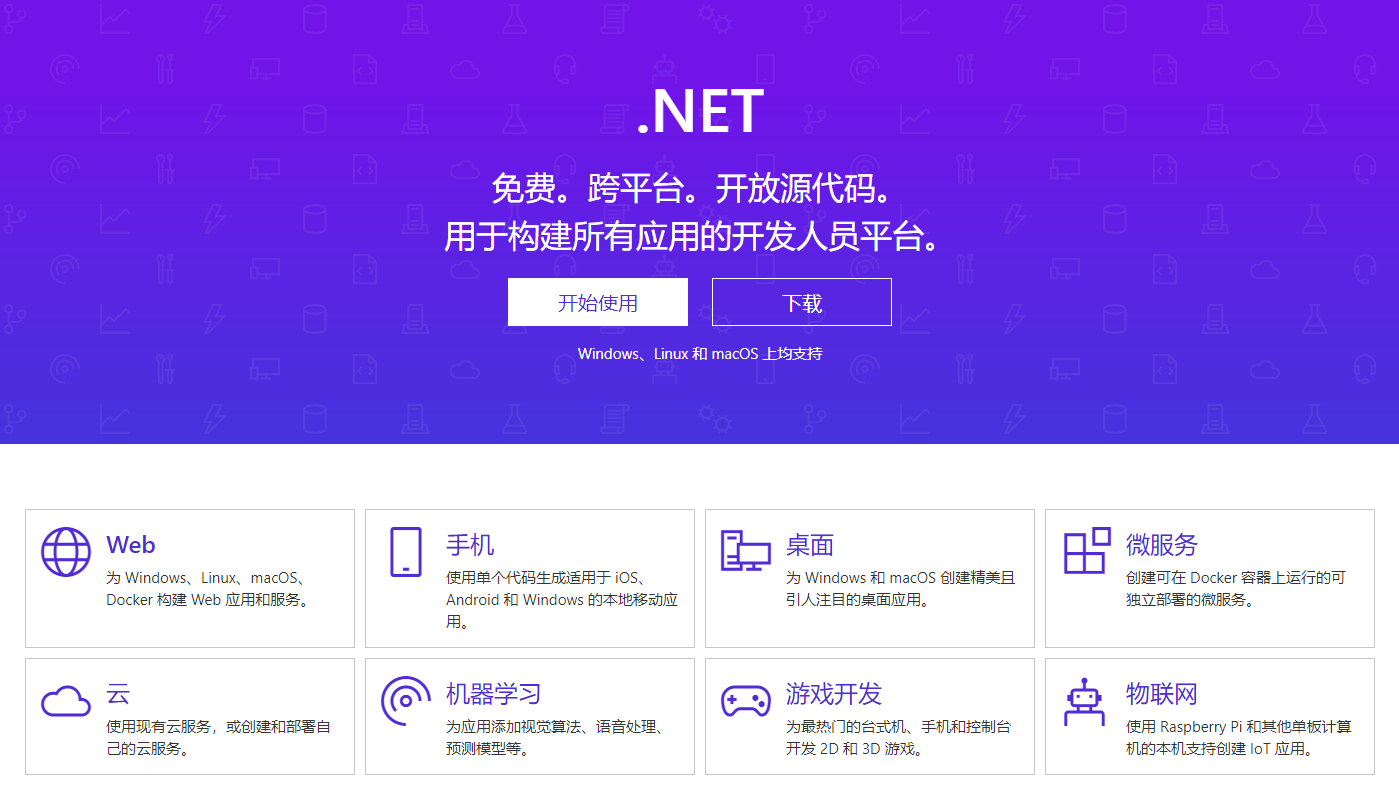 .NET
免费。跨平台。开放源代码。
用于构建所有应用的开发人员平台。
开始使用
下载
Windows、Linux 和 macOS 上均支持
Web
为 Windows、Linux、macOS、
Docker 构建 Web 应用和服务。
手机
使用单个代码生成适用于 iOS、
Android 和 Windows 的本地移动应
用。
桌面
为 Windows 和 macOS 创建精美且
引人注目的桌面应用。
微服务
创建可在 Docker 容器上运行的可
独立部署的微服务。
云
使用现有云服务，或创建和部署自
己的云服务。
机器学习
为应用添加视觉算法、语音处理、
预测模型等。
游戏开发
为最热门的台式机、手机和控制台
开发 2D 和 3D 游戏。
物联网
使用 Raspberry Pi 和其他单板计算
机的本机支持创建 IoT 应用。